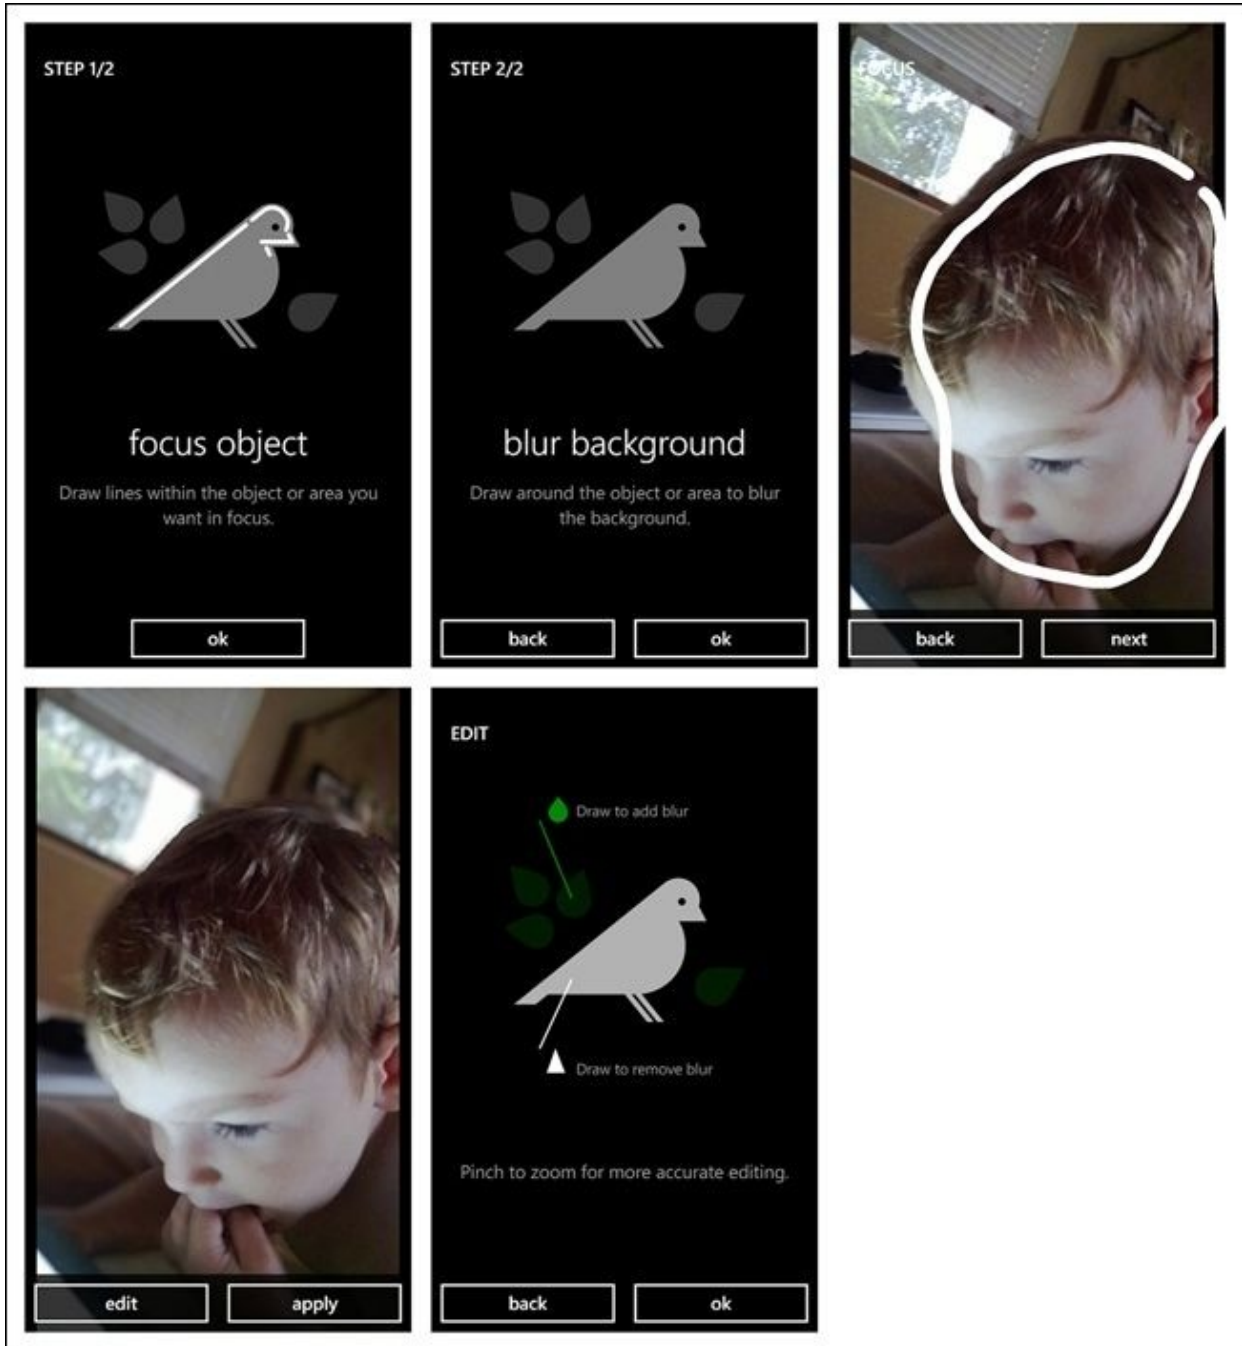 STEP 1/2
focus object
Draw lines within the object or area you
want in focus.
ok
STEP 2/2
blur background
Draw around the object or area to blur
the background.
back
ok
focus
back
next
edit
apply
EDIT
Draw to add blur
Draw to remove blur
Pinch to zoom for more accurate editing.
back
ok